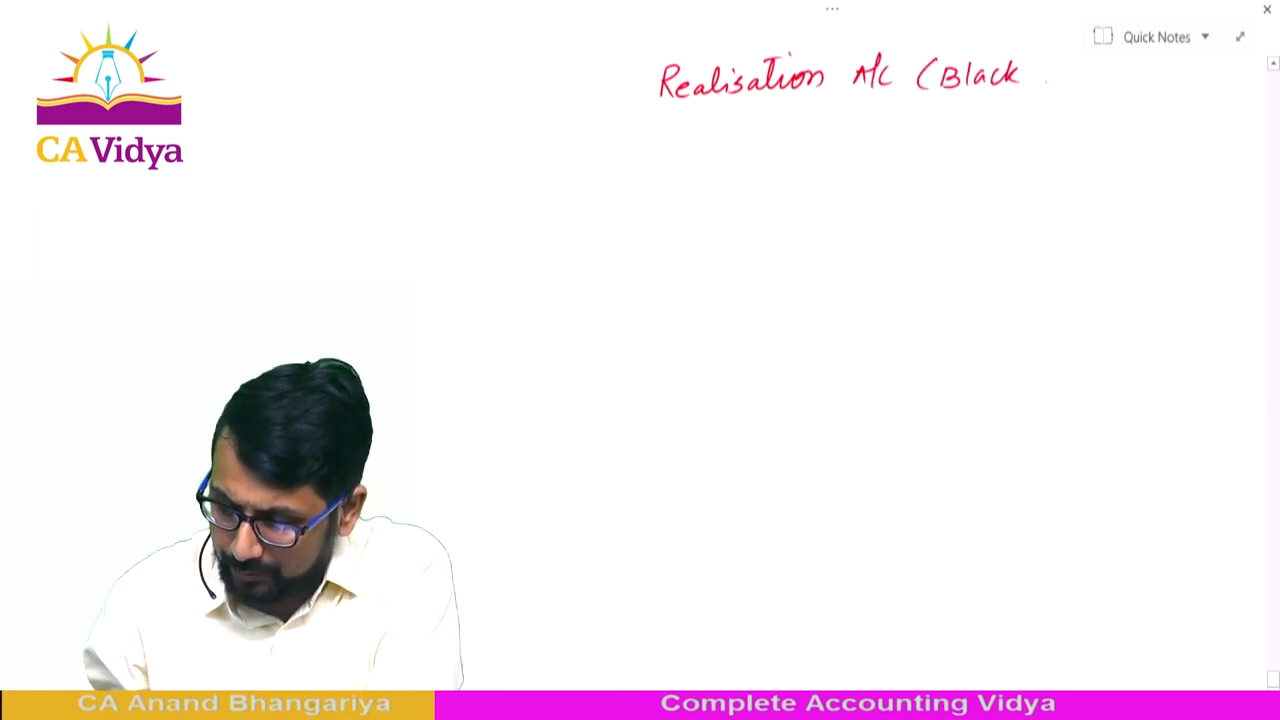 Quick Notes
Realisation A/C (Black
CA Vidya
CA Anand Bhangariya
Complete Accounting Vidya